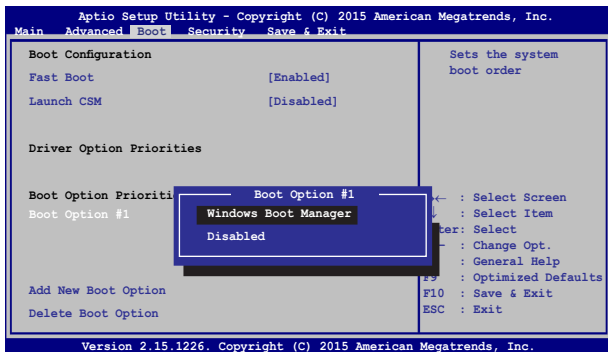 Aptio Setup Utility - Copyright (C) 2015 American Megatrends, Inc.
Main Advanced Boot Security Save & Exit
Boot Configuration
Fast Boot [Enabled]
Launch CSM [Disabled]
Driver Option Priorities
Boot Option Prioriti
Boot Option #1
Boot Option #1
Windows Boot Manager
Disabled
Add New Boot Option
Delete Boot Option
Sets the system
boot order
← : Select Screen
: Select Item
ter: Select
: Change Opt.
: General Help
F9 : Optimized Defaults
F10 : Save & Exit
ESC : Exit
Version 2.15.1226. Copyright (C) 2015 American Megatrends, Inc.